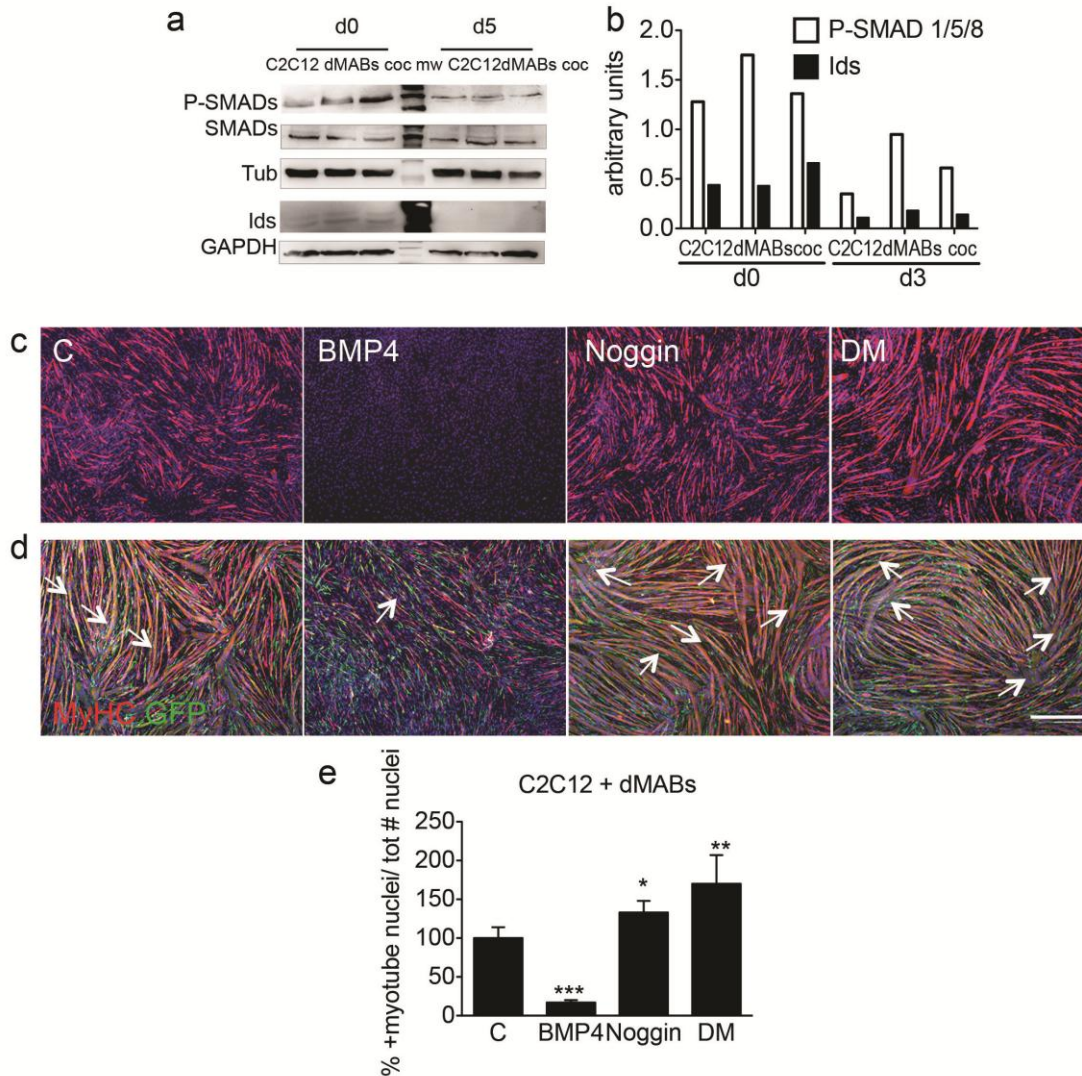 a
d0 d5
C2C12 dMABs coc mw C2C12dMABs coc
P-SMADs
SMADs
Tub
Ids
GAPDH
b
P-SMAD 1/5/8
Ids
arbitrary units
2.0
1.5
1.0
0.5
0.0
C2C12dMABscoc C2C12dMABs coc
d0 d3
c
C BMP4 Noggin DM
d
MyHC GFP
e
C2C12 + dMABs
% +myotube nuclei/ tot # nuclei
250
200
150
100
50
0
*** * **
C BMP4Noggin DM